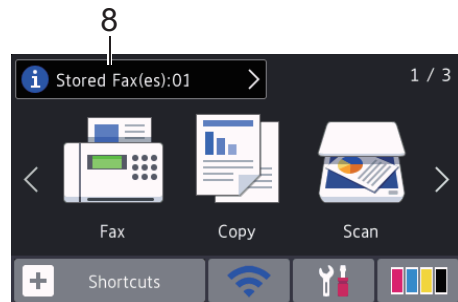 8
i Stored Fax(es):01 >
1 / 3
< >
Fax Copy Scan
+ Shortcuts